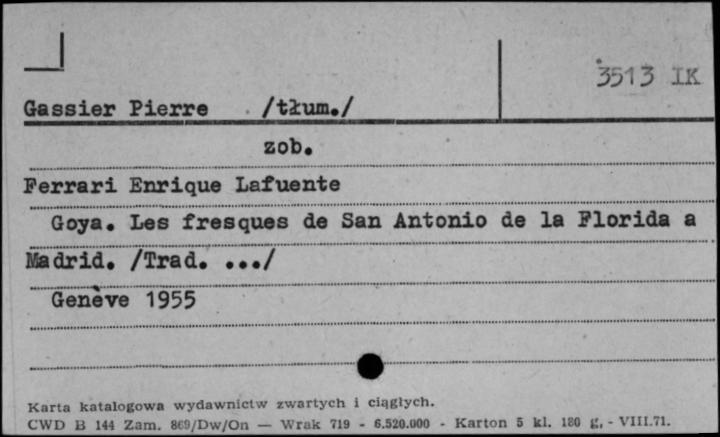 3513 IK
Gassier Pierre /tłum./
zob.
Ferrari Enrique Lafuente
Goya. Les fresques de San Antonio de la Florida a
Madrid. /Trad. .../
Genève 1955
Karta katalogowa wydawnictw zwartych i ciągłych.
CWD B 144 Zam. 869/Dw/On — Wrak 719 - 6.520.000 - Karton 5 kl. 180 g. - VIII.71.